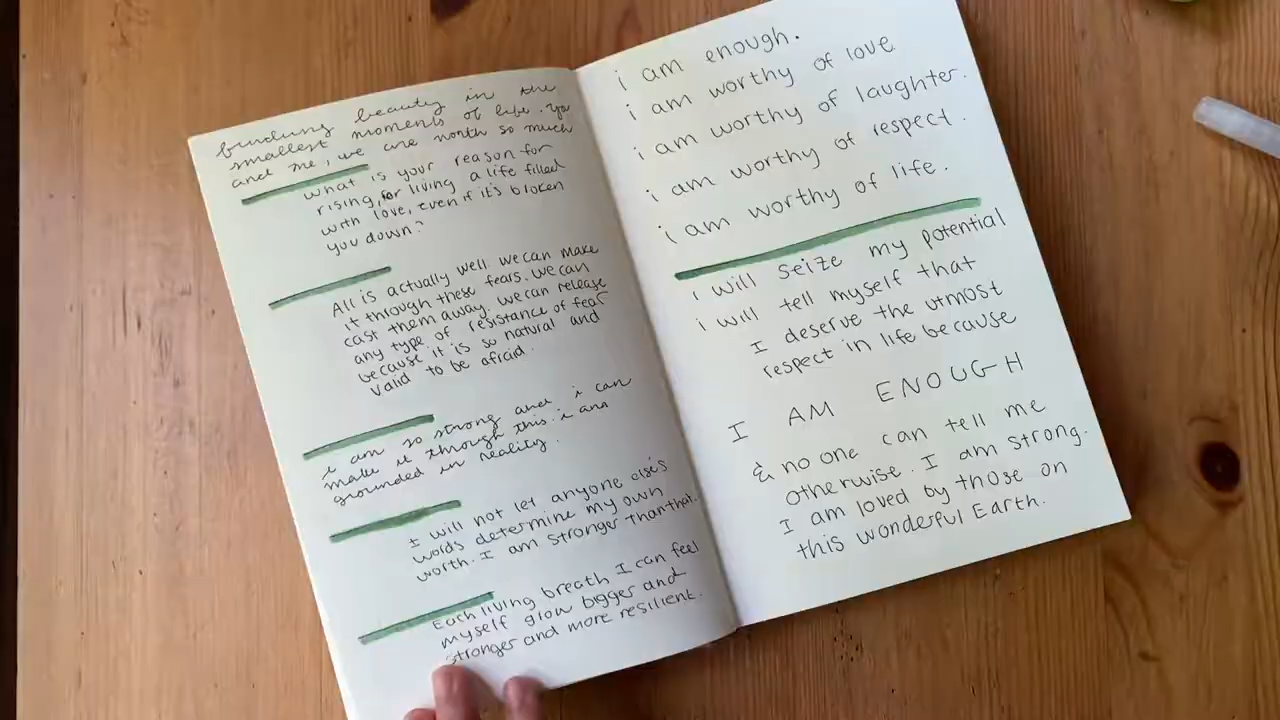 finding beauty in the
smallest moments of life. you
and me, we are worth so much
What is your reason for
rising, for living a life filled
with love, even if it's broken
you down?
All is actually well. we can make
it through these fears. we can
cast them away. we can release
any type of resistance of fear
because it is so natural and
valid to be afraid.
i am so strong and i can
make it through this. i am
grounded in reality.
I will not let anyone else's
words determine my own
worth. I am stronger than that.
Each living breath I can feel
myself grow bigger and
stronger and more resilient.
i am enough.
i am worthy of love
i am worthy of laughter.
i am worthy of respect.
i am worthy of life.
i will seize my potential
i will tell myself that
I deserve the utmost
respect in life because
I AM ENOUGH
& no one can tell me
otherwise. I am strong.
I am loved by those on
this wonderful Earth.